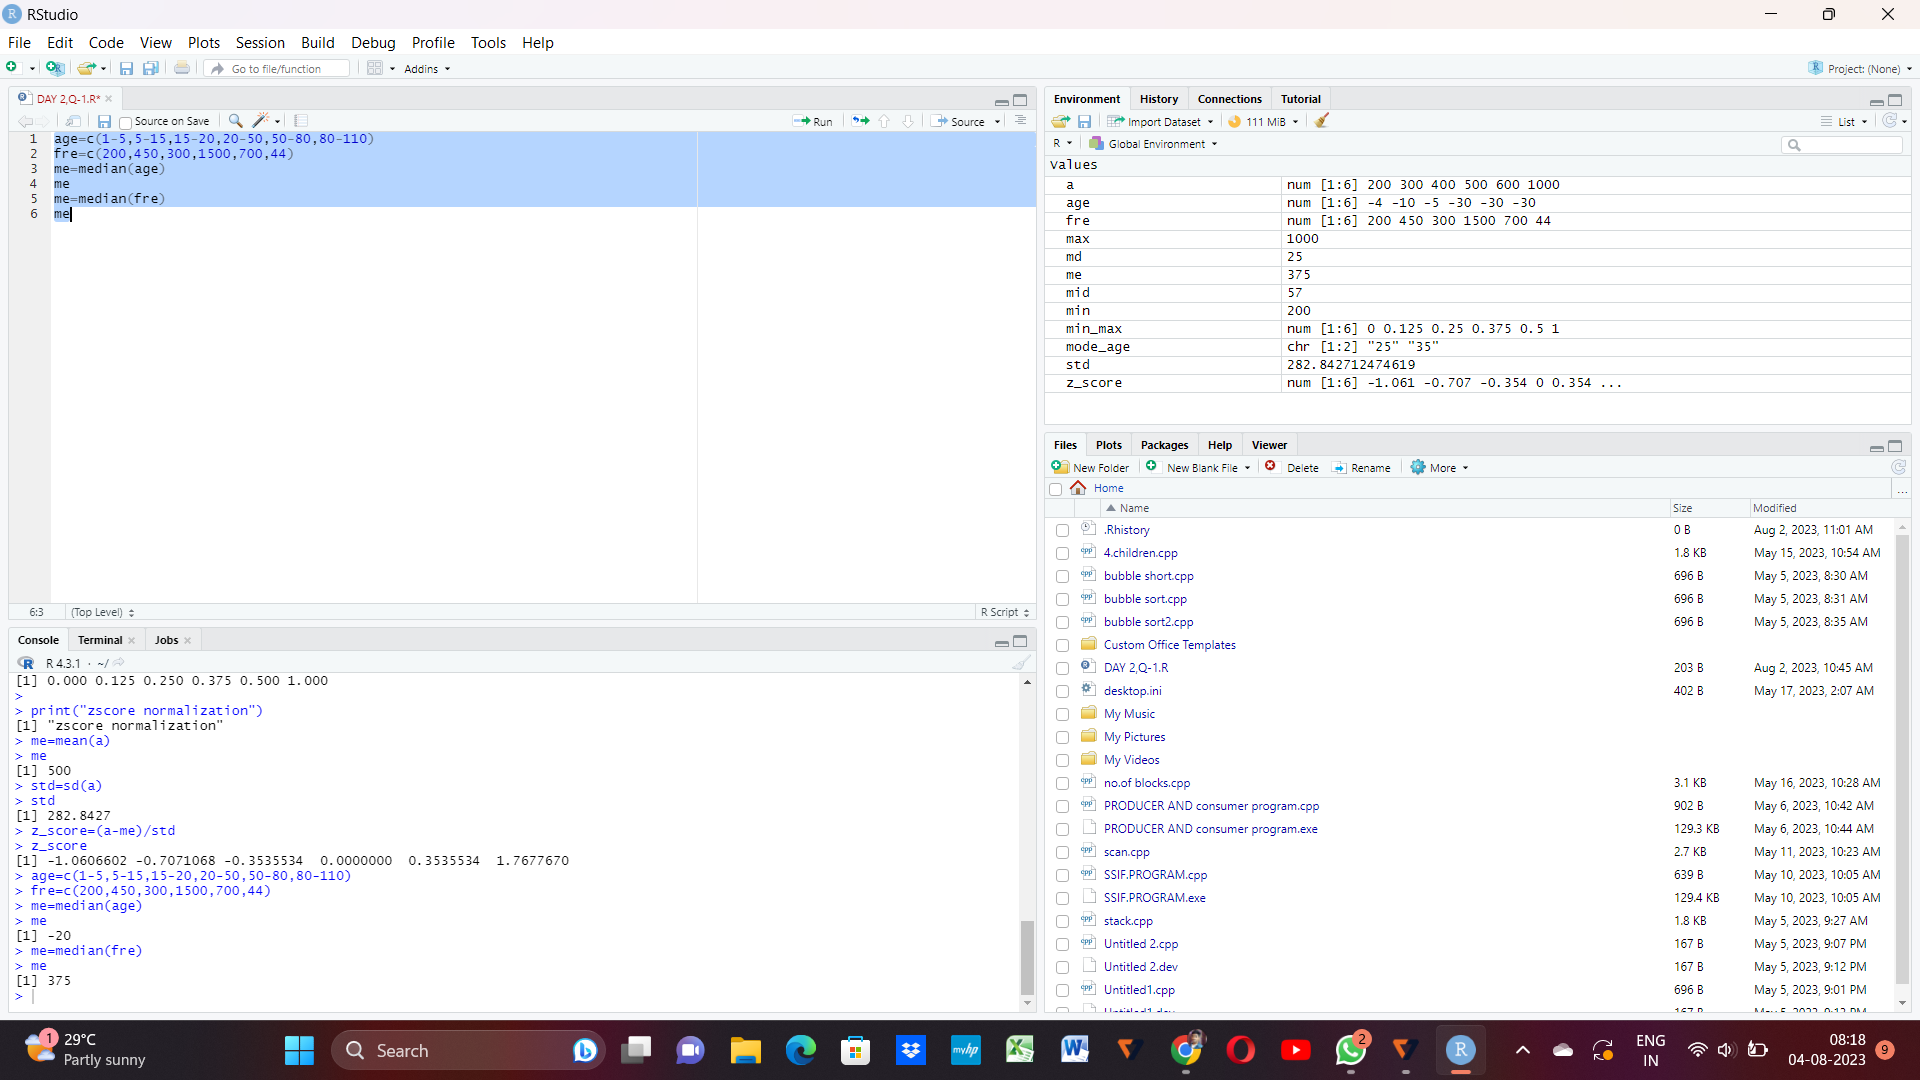 RStudio
File Edit Code View Plots Session Build Debug Profile Tools Help
Go to file/function Addins Project: (None)
DAY 2,Q-1.R*
Source on Save Run Source
1 age=c(1-5,5-15,15-20,20-50,50-80,80-110)
2 fre=c(200,450,300,1500,700,44)
3 me=median(age)
4 me
5 me=median(fre)
6 me
6:3 (Top Level) R Script
Console Terminal Jobs
R 4.3.1 · ~/
[1] 0.000 0.125 0.250 0.375 0.500 1.000
>
> print("zscore normalization")
[1] "zscore normalization"
> me=mean(a)
> me
[1] 500
> std=sd(a)
> std
[1] 282.8427
> z_score=(a-me)/std
> z_score
[1] -1.0606602 -0.7071068 -0.3535534  0.0000000  0.3535534  1.7677670
> age=c(1-5,5-15,15-20,20-50,50-80,80-110)
> fre=c(200,450,300,1500,700,44)
> me=median(age)
> me
[1] -20
> me=median(fre)
> me
[1] 375
>
Environment History Connections Tutorial
Import Dataset 111 MiB List
R Global Environment
Values
a num [1:6] 200 300 400 500 600 1000
age num [1:6] -4 -10 -5 -30 -30 -30
fre num [1:6] 200 450 300 1500 700 44
max 1000
md 25
me 375
mid 57
min 200
min_max num [1:6] 0 0.125 0.25 0.375 0.5 1
mode_age chr [1:2] "25" "35"
std 282.842712474619
z_score num [1:6] -1.061 -0.707 -0.354 0 0.354 ...
Files Plots Packages Help Viewer
New Folder New Blank File Delete Rename More
Home ...
Name Size Modified
.Rhistory 0 B Aug 2, 2023, 11:01 AM
4.children.cpp 1.8 KB May 15, 2023, 10:54 AM
bubble short.cpp 696 B May 5, 2023, 8:30 AM
bubble sort.cpp 696 B May 5, 2023, 8:31 AM
bubble sort2.cpp 696 B May 5, 2023, 8:35 AM
Custom Office Templates
DAY 2,Q-1.R 203 B Aug 2, 2023, 10:45 AM
desktop.ini 402 B May 17, 2023, 2:07 AM
My Music
My Pictures
My Videos
no.of blocks.cpp 3.1 KB May 16, 2023, 10:28 AM
PRODUCER AND consumer program.cpp 902 B May 6, 2023, 10:42 AM
PRODUCER AND consumer program.exe 129.3 KB May 6, 2023, 10:44 AM
scan.cpp 2.7 KB May 11, 2023, 10:23 AM
SSIF.PROGRAM.cpp 639 B May 10, 2023, 10:05 AM
SSIF.PROGRAM.exe 129.4 KB May 10, 2023, 10:05 AM
stack.cpp 1.8 KB May 5, 2023, 9:27 AM
Untitled 2.cpp 167 B May 5, 2023, 9:07 PM
Untitled 2.dev 167 B May 5, 2023, 9:12 PM
Untitled1.cpp 696 B May 5, 2023, 9:01 PM
1 29°C
Partly sunny
Search
myhp
2
ENG
IN
08:18
04-08-2023
9